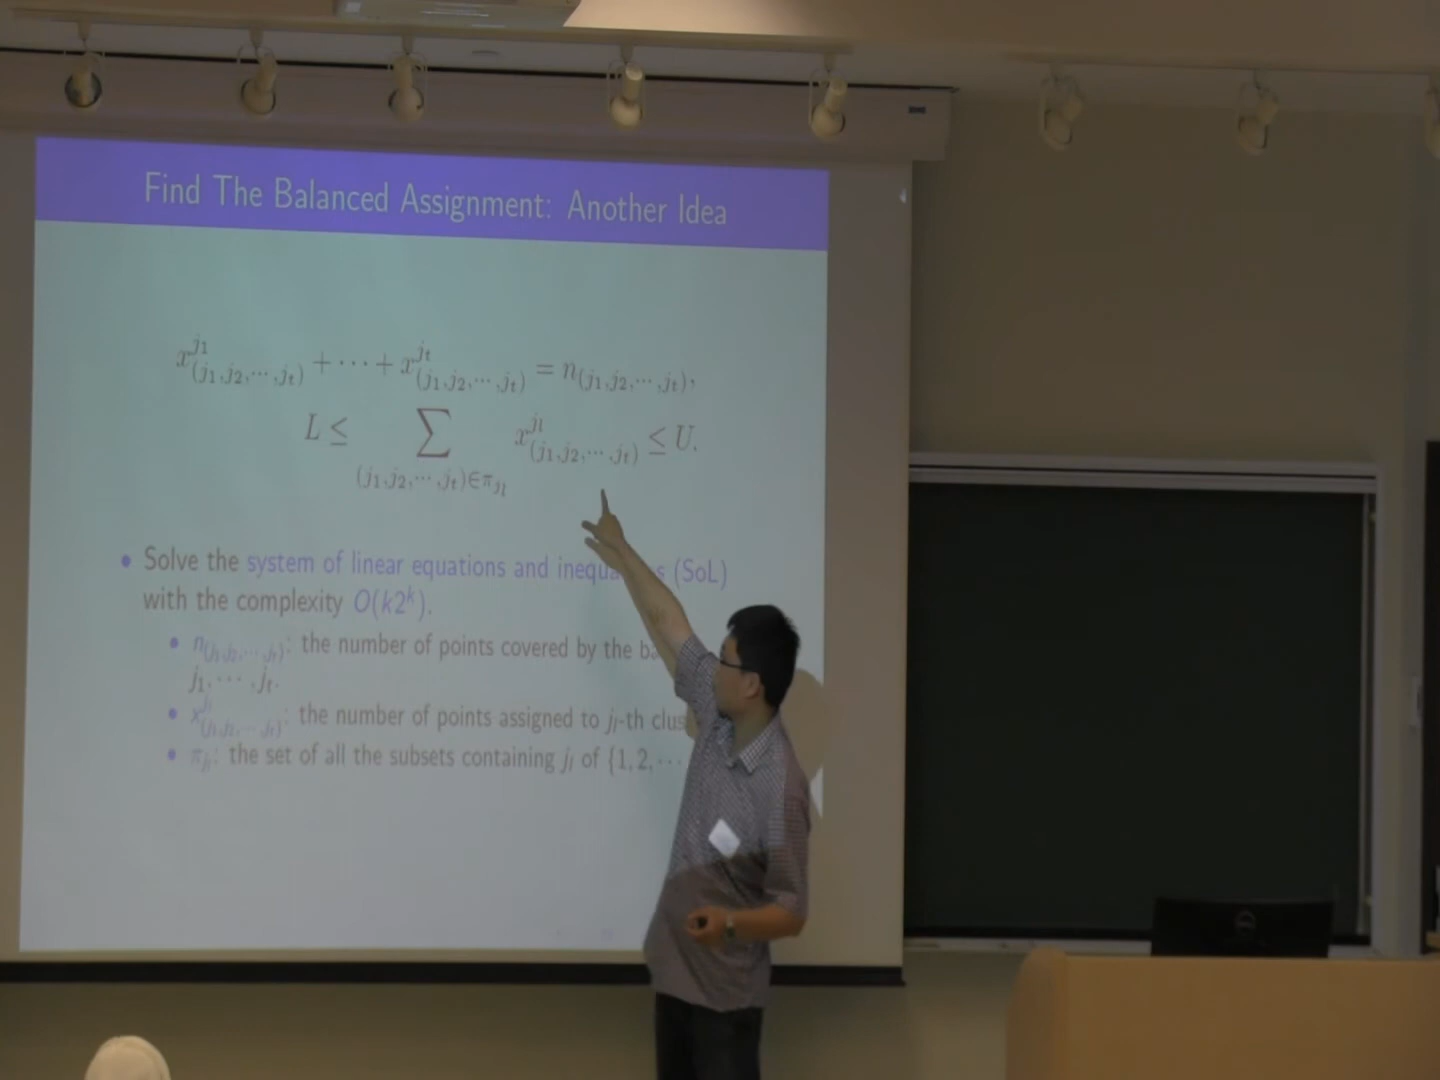 Find The Balanced Assignment: Another Idea
x^{j_1}_{(j_1,j_2,⋯,j_t)} + ⋯ + x^{j_t}_{(j_1,j_2,⋯,j_t)} = n_{(j_1,j_2,⋯,j_t)},
L ≤ ∑_{(j_1,j_2,⋯,j_t)∈π_{j_l}} x^{j_l}_{(j_1,j_2,⋯,j_t)} ≤ U.
• Solve the system of linear equations and (SoL)
with the complexity O(k2^k).
• n_{(j_1,j_2,⋯,j_t)}: the number of points covered by the
j_1, ⋯ , j_t.
• x^{j_l}_{(j_1,j_2,⋯,j_t)}: the number of points assigned to j_l-th
• π_{j_l}: the set of all the subsets containing j_l of {1, 2, ⋯
DELL